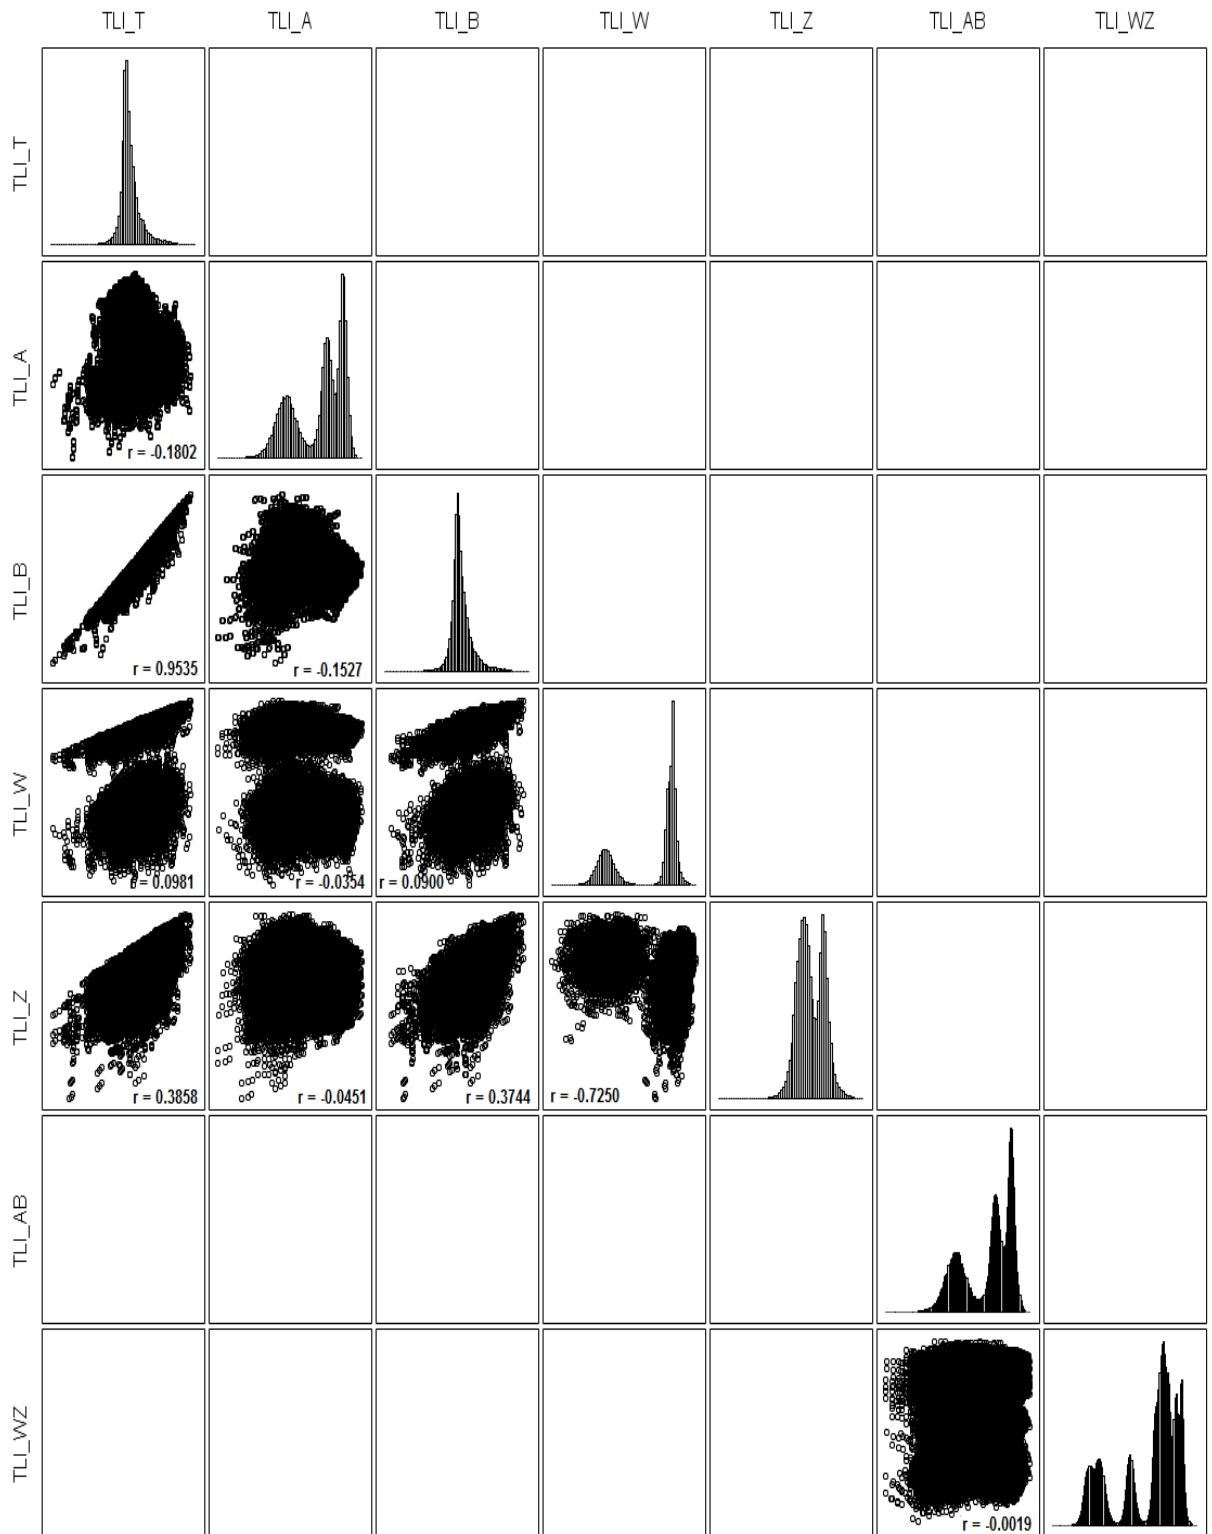 TLI_T TLI_A TLI_B TLI_W TLI_Z TLI_AB TLI_WZ
TLI_T
TLI_A
r = -0.1802
TLI_B
r = 0.9535 r = -0.1527
TLI_W
r = 0.0981 r = -0.0354 r = 0.0900
TLI_Z
r = 0.3858 r = -0.0451 r = 0.3744 r = -0.7250
TLI_AB
TLI_WZ
r = -0.0019